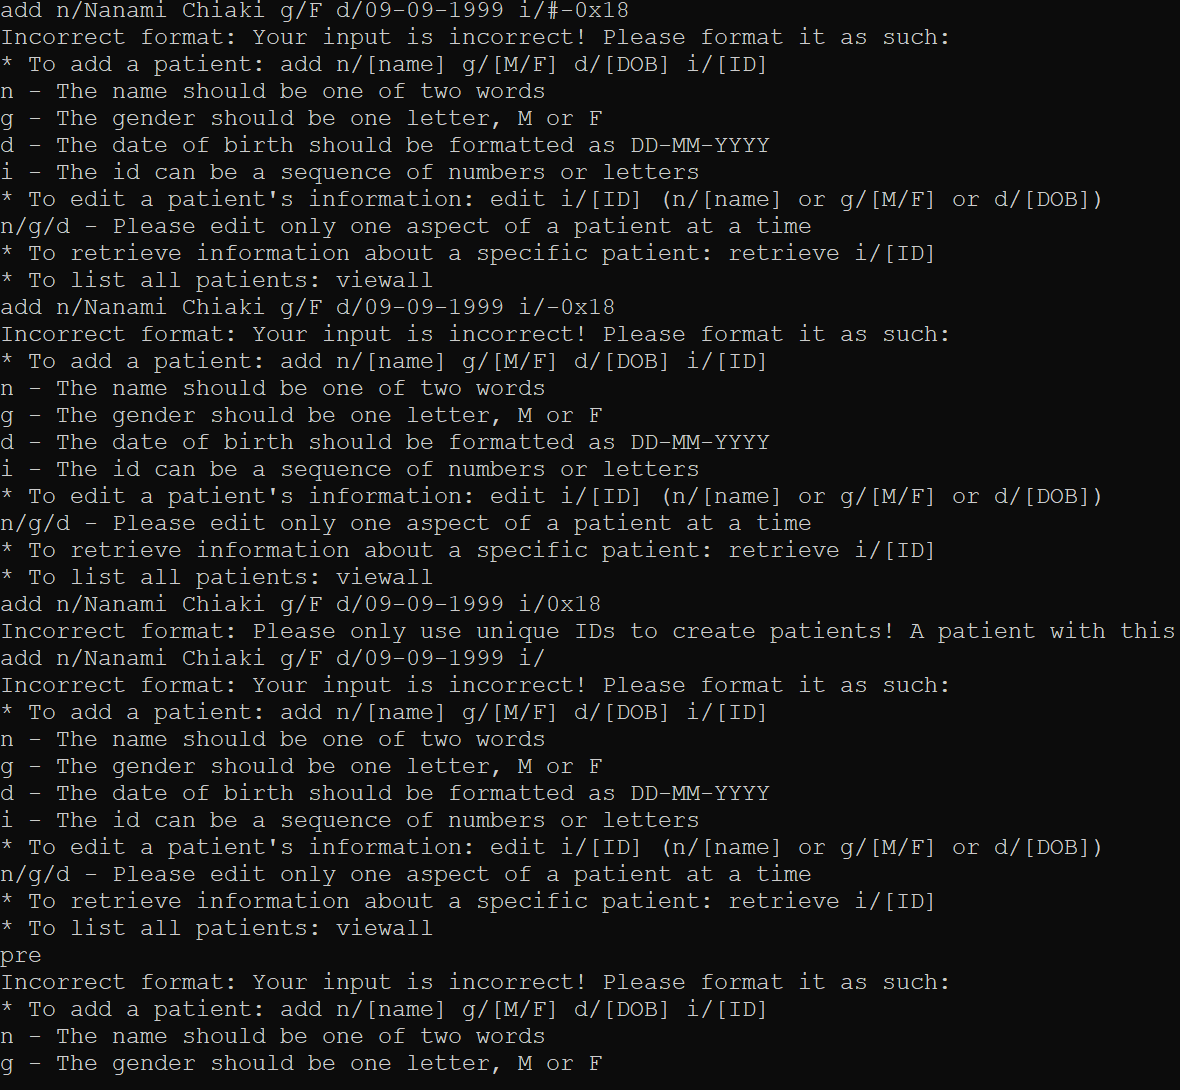 add n/Nanami Chiaki g/F d/09-09-1999 i/#-0x18
Incorrect format: Your input is incorrect! Please format it as such:
* To add a patient: add n/[name] g/[M/F] d/[DOB] i/[ID]
n - The name should be one of two words
g - The gender should be one letter, M or F
d - The date of birth should be formatted as DD-MM-YYYY
i - The id can be a sequence of numbers or letters
* To edit a patient's information: edit i/[ID] (n/[name] or g/[M/F] or d/[DOB])
n/g/d - Please edit only one aspect of a patient at a time
* To retrieve information about a specific patient: retrieve i/[ID]
* To list all patients: viewall
add n/Nanami Chiaki g/F d/09-09-1999 i/-0x18
Incorrect format: Your input is incorrect! Please format it as such:
* To add a patient: add n/[name] g/[M/F] d/[DOB] i/[ID]
n - The name should be one of two words
g - The gender should be one letter, M or F
d - The date of birth should be formatted as DD-MM-YYYY
i - The id can be a sequence of numbers or letters
* To edit a patient's information: edit i/[ID] (n/[name] or g/[M/F] or d/[DOB])
n/g/d - Please edit only one aspect of a patient at a time
* To retrieve information about a specific patient: retrieve i/[ID]
* To list all patients: viewall
add n/Nanami Chiaki g/F d/09-09-1999 i/0x18
Incorrect format: Please only use unique IDs to create patients! A patient with this
add n/Nanami Chiaki g/F d/09-09-1999 i/
Incorrect format: Your input is incorrect! Please format it as such:
* To add a patient: add n/[name] g/[M/F] d/[DOB] i/[ID]
n - The name should be one of two words
g - The gender should be one letter, M or F
d - The date of birth should be formatted as DD-MM-YYYY
i - The id can be a sequence of numbers or letters
* To edit a patient's information: edit i/[ID] (n/[name] or g/[M/F] or d/[DOB])
n/g/d - Please edit only one aspect of a patient at a time
* To retrieve information about a specific patient: retrieve i/[ID]
* To list all patients: viewall
pre
Incorrect format: Your input is incorrect! Please format it as such:
* To add a patient: add n/[name] g/[M/F] d/[DOB] i/[ID]
n - The name should be one of two words
g - The gender should be one letter, M or F